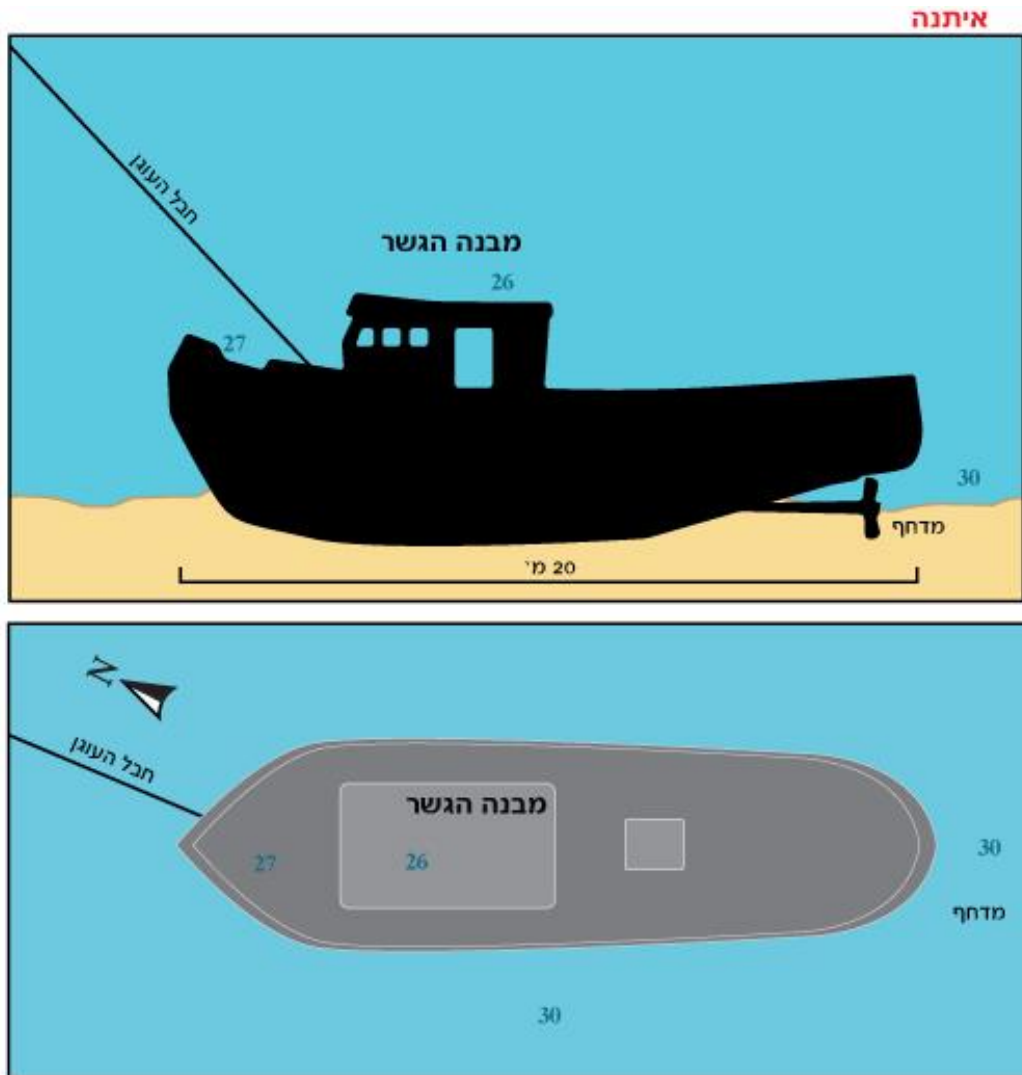 איתנה
חבל העוגן
מבנה הגשר
26
27
30
מדחף
20 מ'
N
חבל העוגן
מבנה הגשר
27
26
30
מדחף
30